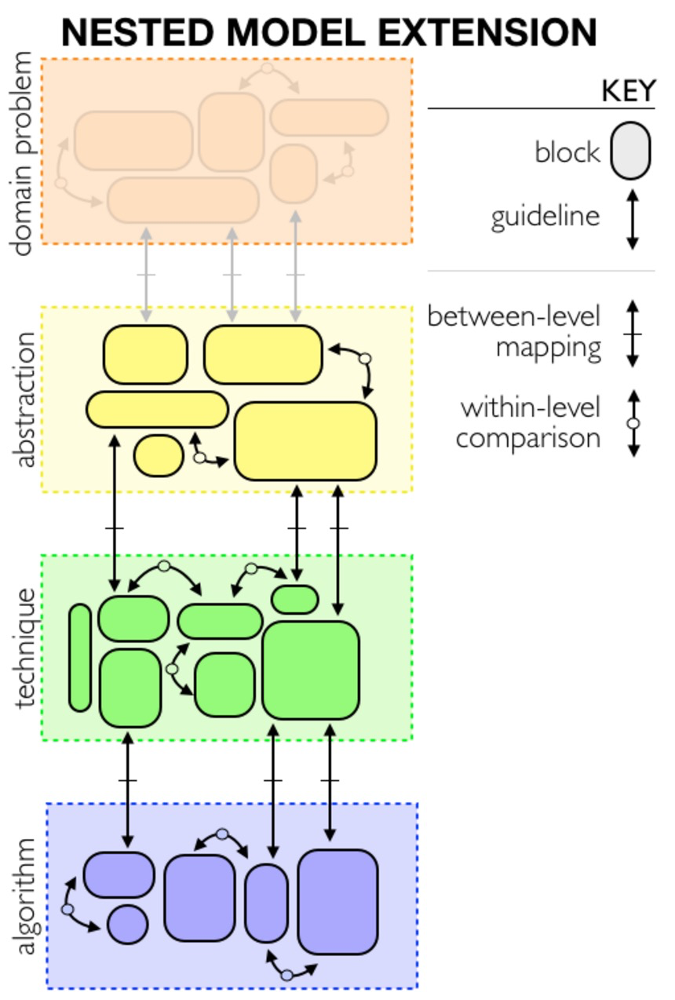 NESTED MODEL EXTENSION
domain problem
abstraction
technique
algorithm
KEY
block
guideline
between-level
mapping
within-level
comparison